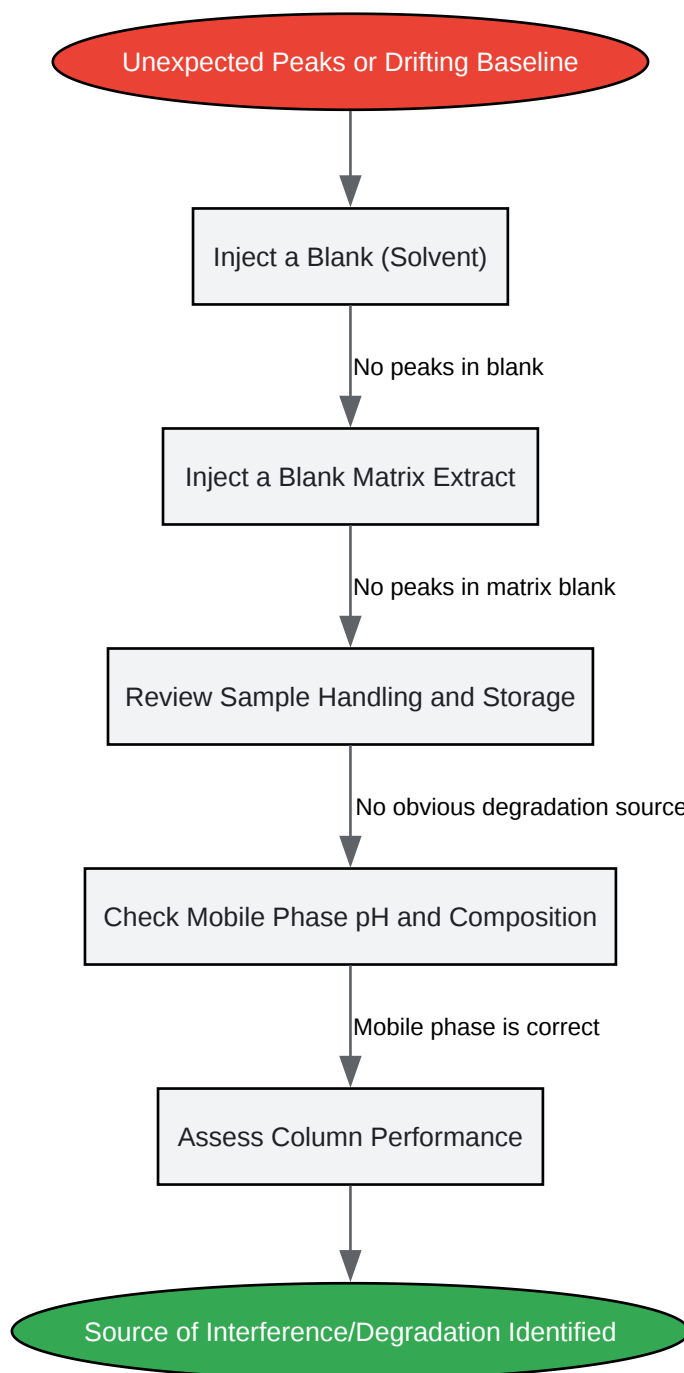 Unexpected Peaks or Drifting Baseline
Inject a Blank (Solvent)
No peaks in blank
Inject a Blank Matrix Extract
No peaks in matrix blank
Review Sample Handling and Storage
No obvious degradation source
Check Mobile Phase pH and Composition
Mobile phase is correct
Assess Column Performance
Source of Interference/Degradation Identified